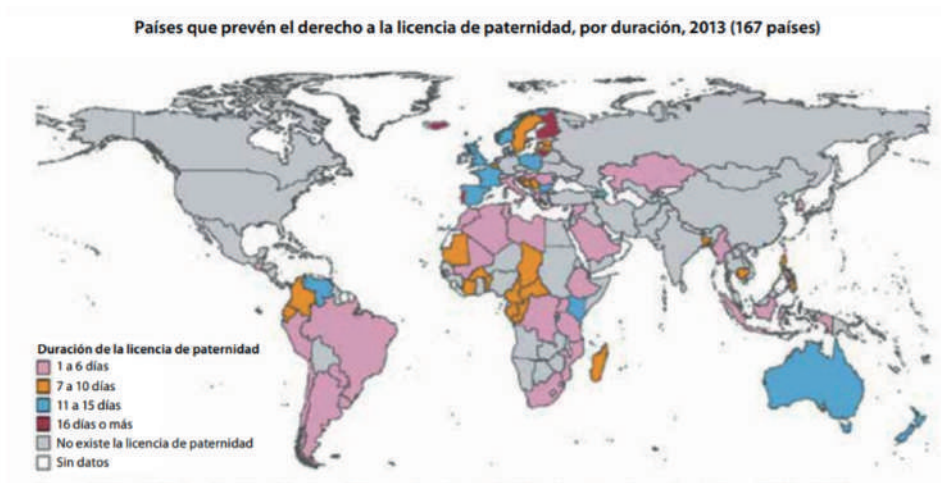 Países que prevén el derecho a la licencia de paternidad, por duración, 2013 (167 países)
Duración de la licencia de paternidad
1 a 6 días
7 a 10 días
11 a 15 días
16 días o más
No existe la licencia de paternidad
Sin datos